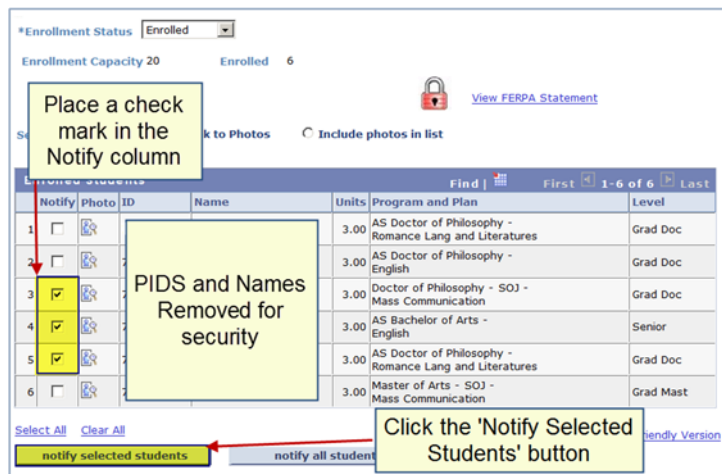 *Enrollment Status Enrolled
Enrollment Capacity 20 Enrolled 6
Place a check
mark in the
Notify column
View FERPA Statement
k to Photos Include photos in list
Enrolled Students Find | First 1-6 of 6 Last
Notify Photo ID Name Units Program and Plan Level
1 3.00 AS Doctor of Philosophy -
Romance Lang and Literatures Grad Doc
2 3.00 AS Doctor of Philosophy -
English Grad Doc
3 3.00 Doctor of Philosophy - SOJ -
Mass Communication Grad Doc
4 3.00 AS Bachelor of Arts -
English Senior
5 3.00 AS Doctor of Philosophy -
Romance Lang and Literatures Grad Doc
6 3.00 Master of Arts - SOJ -
Mass Communication Grad Mast
PIDS and Names
Removed for
security
Select All Clear All
Click the 'Notify Selected
Students' button
iendly Version
notify selected students notify all student